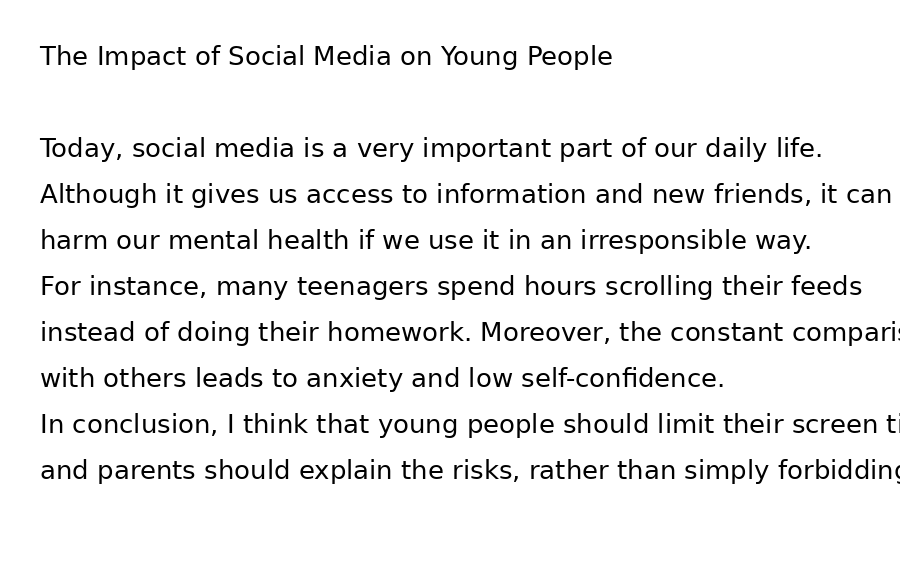 The Impact of Social Media on Young People
Today, social media is a very important part of our daily life.
Although it gives us access to information and new friends, it can
harm our mental health if we use it in an irresponsible way.
For instance, many teenagers spend hours scrolling their feeds
instead of doing their homework. Moreover, the constant
with others leads to anxiety and low self-confidence.
In conclusion, I think that young people should limit their screen
and parents should explain the risks, rather than simply